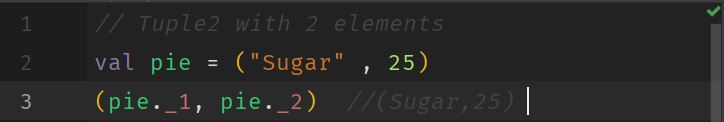 1 // Tuple2 with 2 elements
2 val pie = ("Sugar" , 25)
3 (pie._1, pie._2) //(Sugar,25)